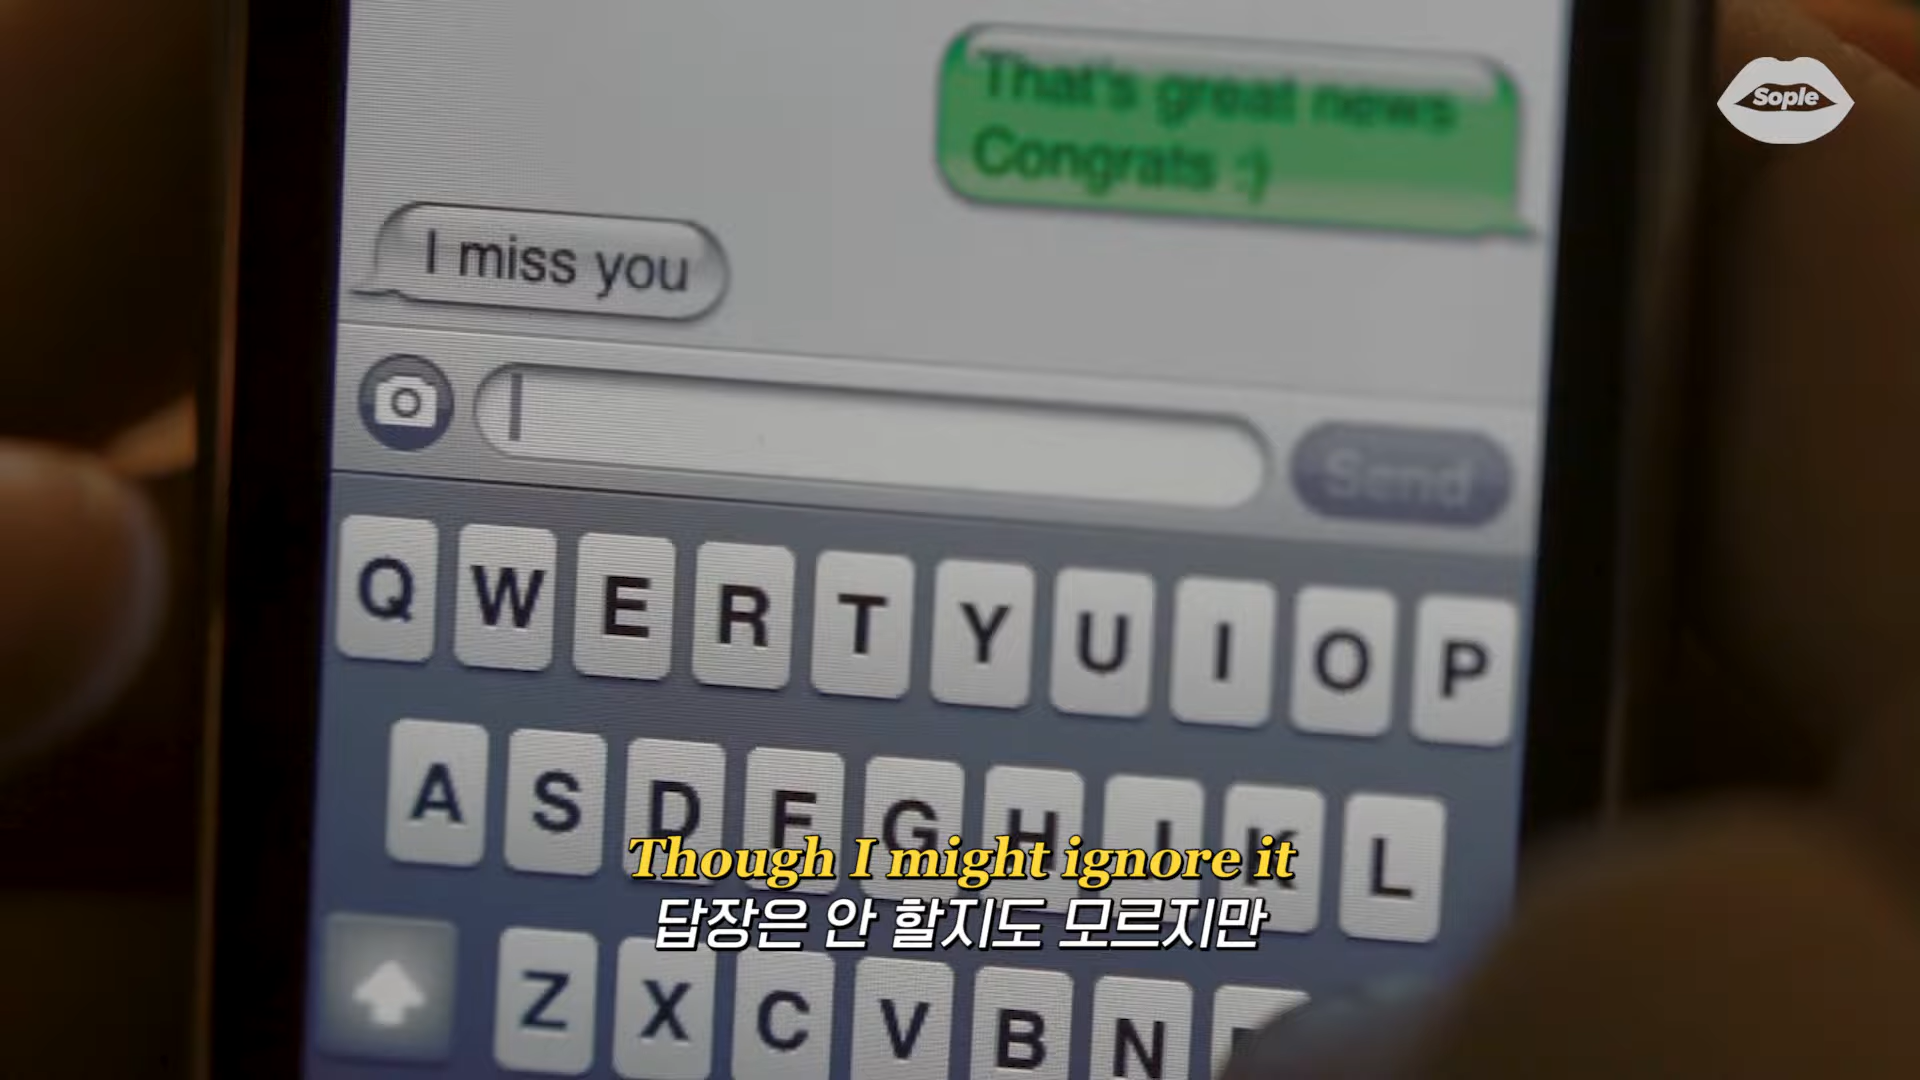 That's great news
Congrats :)
Sople
I miss you
Send
Q W E R T Y U I O P
A S D F G H J K L
Though I might ignore it
답장은 안 할지도 모르지만
Z X C V B N